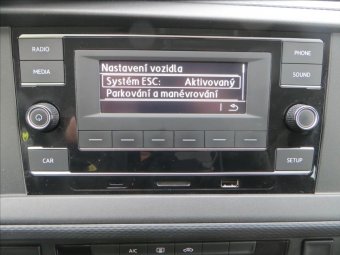 RADIO
PHONE
MEDIA
SOUND
Nastavení vozidla
Systém ESC: Aktivovaný
Parkování a manévrování
CAR
SETUP
A/C